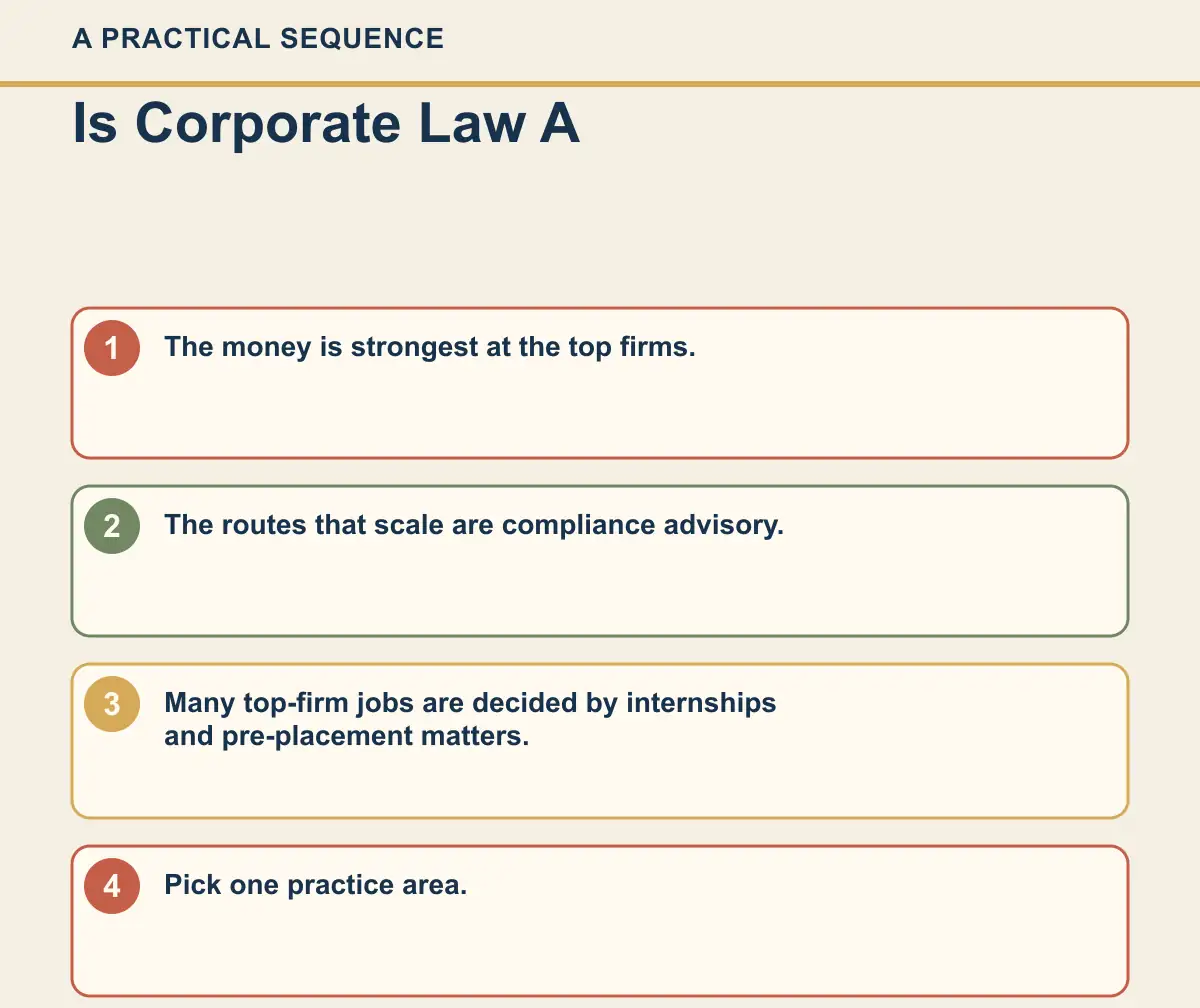 A PRACTICAL SEQUENCE
Is Corporate Law A
1
The money is strongest at the top firms.
2
The routes that scale are compliance advisory.
3
Many top-firm jobs are decided by internships
and pre-placement matters.
4
Pick one practice area.